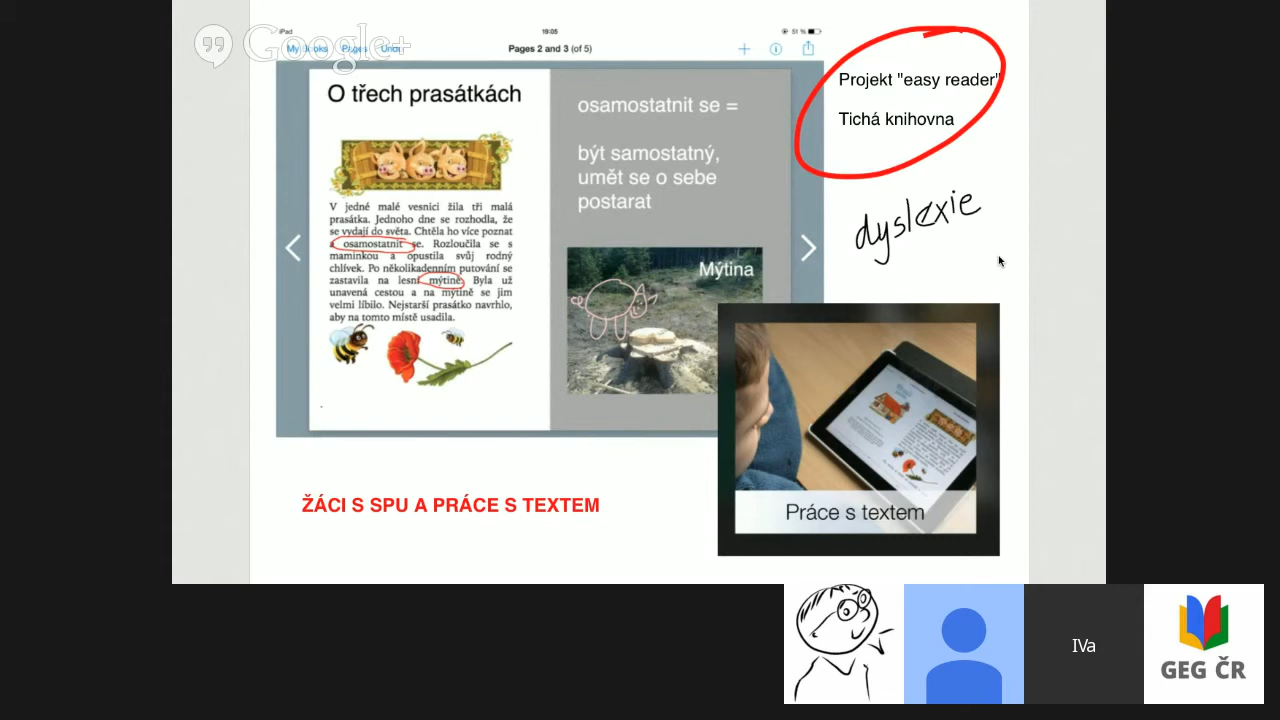 Google+
iPad
19:05
51 %
Pages 2 and 3 (of 5)
O třech prasátkách
V jedné malé vesnici žila tři malá
prasátka. Jednoho dne se rozhodla, že
se vydají do světa. Chtěla ho více poznat
a osamostatnit se. Rozloučila se s
maminkou a opustila svůj rodný
chlívek. Po několikadenním putování se
zastavila na lesní mýtině. Byla už
unavená cestou a na mýtině se jim
velmi líbilo. Nejstarší prasátko navrhlo,
aby na tomto místě usadila.
osamostatnit se =
být samostatný,
umět se o sebe
postarat
Mýtina
Projekt "easy reader"
Tichá knihovna
dyslexie
Práce s textem
ŽÁCI S SPU A PRÁCE S TEXTEM
IVa
GEG ČR